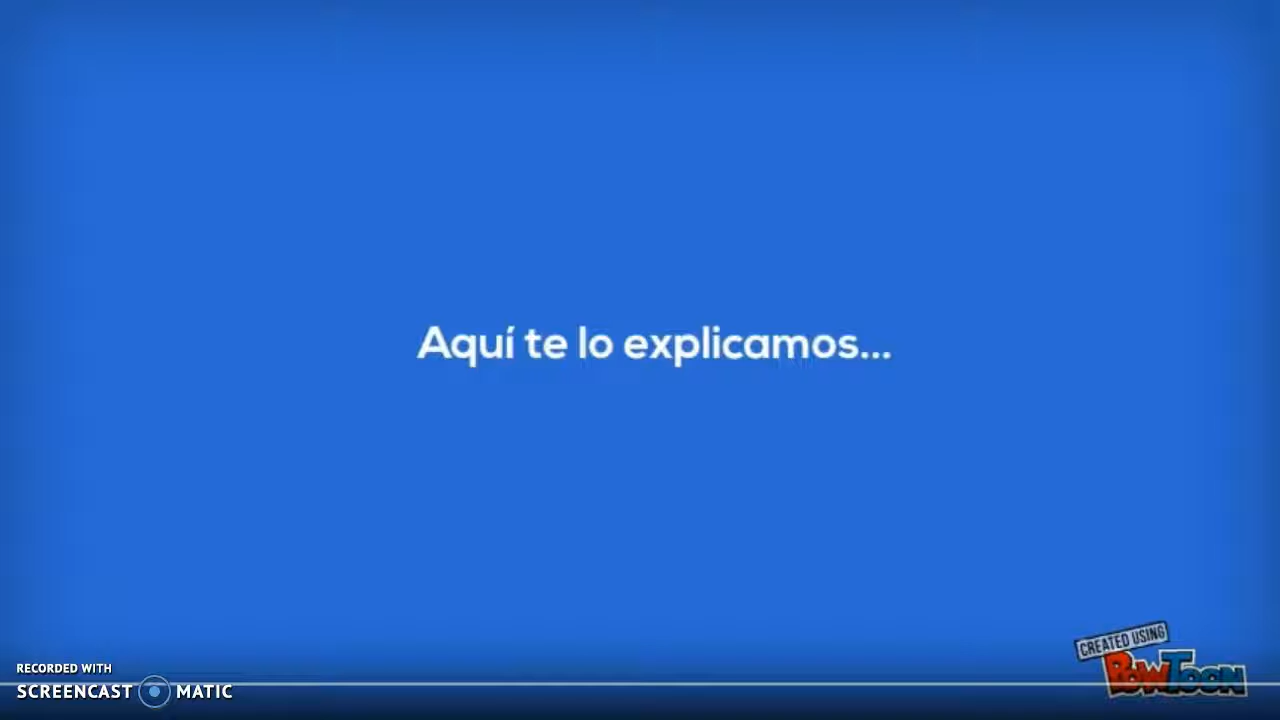 Aquí te lo explicamos...
CREATED USING
POWTOON
RECORDED WITH
SCREENCAST MATIC